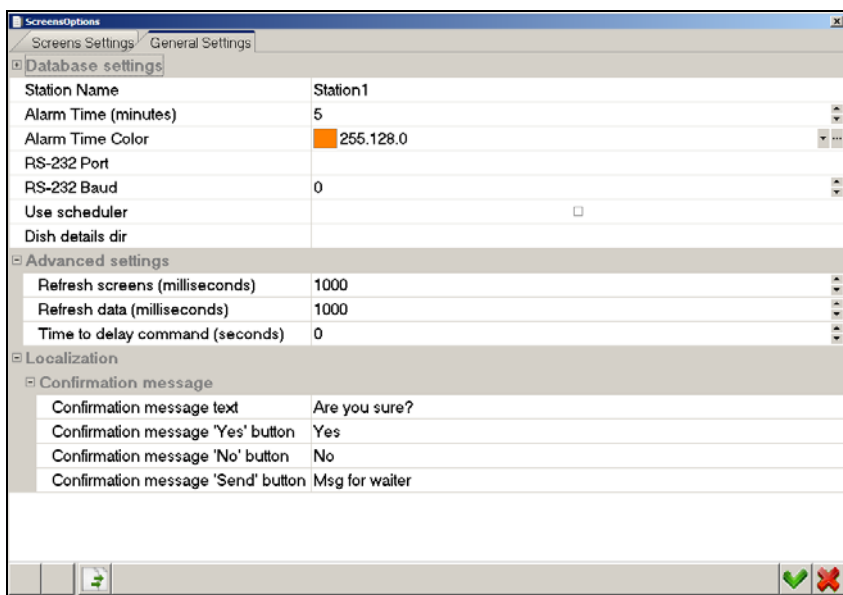 ScreensOptions
Screens Settings General Settings
Database settings
Station Name Station1
Alarm Time (minutes) 5
Alarm Time Color 255.128.0
RS-232 Port
RS-232 Baud 0
Use scheduler
Dish details dir
Advanced settings
Refresh screens (milliseconds) 1000
Refresh data (milliseconds) 1000
Time to delay command (seconds) 0
Localization
Confirmation message
Confirmation message text Are you sure?
Confirmation message 'Yes' button Yes
Confirmation message 'No' button No
Confirmation message 'Send' button Msg for waiter